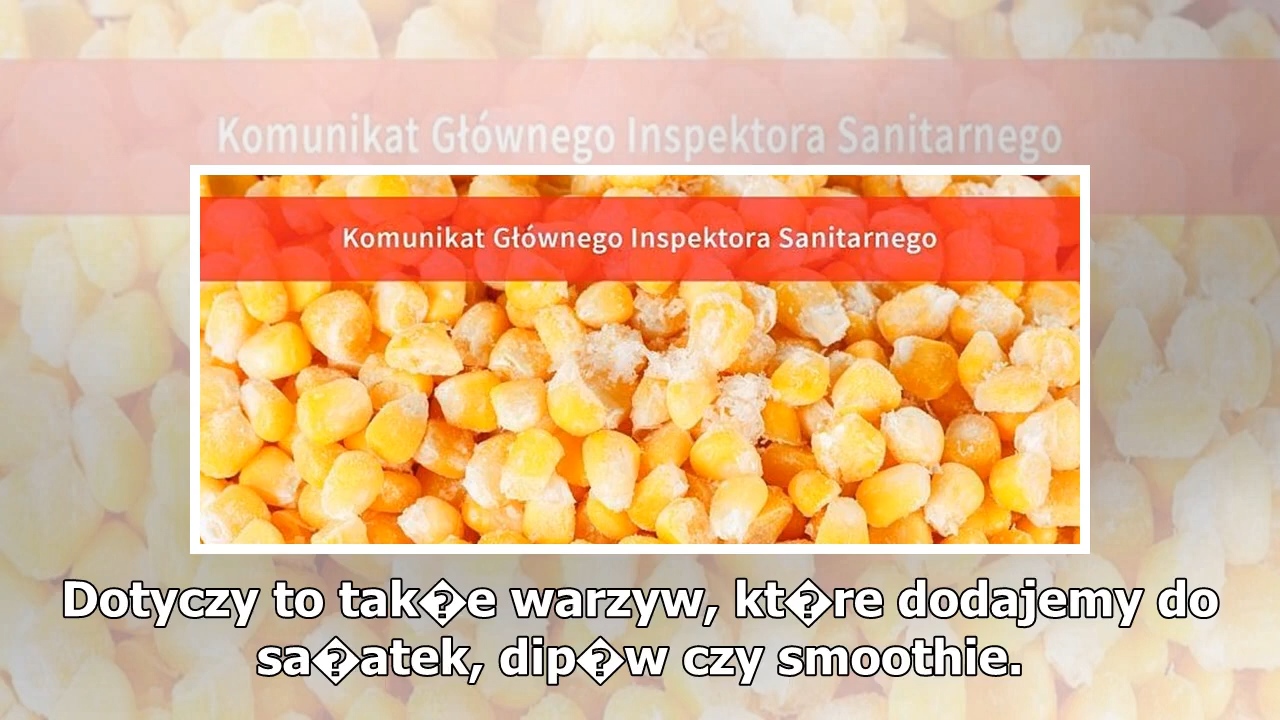 Komunikat Głównego Inspektora Sanitarnego
Komunikat Głównego Inspektora Sanitarnego
Dotyczy to tak�e warzyw, kt�re dodajemy do
sa�atek, dip�w czy smoothie.